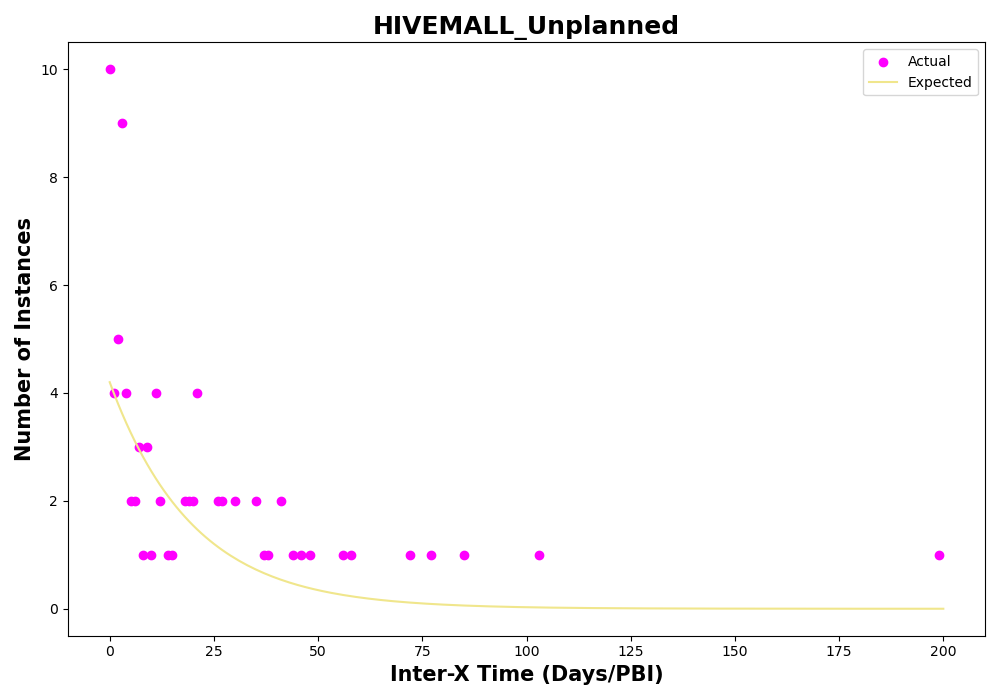 HIVEMALL_Unplanned
Actual
Expected
Number of Instances
10
8
6
4
2
0
0 25 50 75 100 125 150 175 200
Inter-X Time (Days/PBI)